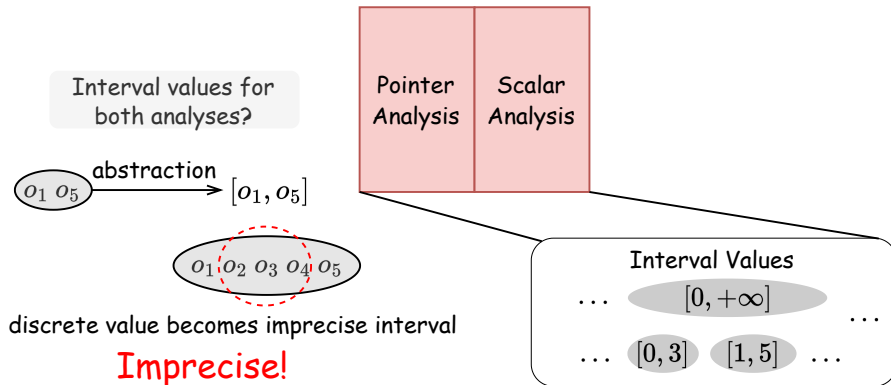 Interval values for
both analyses?
Pointer
Analysis
Scalar
Analysis
abstraction
o₁ o₅
[o₁, o₅]
o₁ o₂ o₃ o₄ o₅
discrete value becomes imprecise interval
Imprecise!
Interval Values
... [0, +∞] ...
... [0, 3] [1, 5] ...